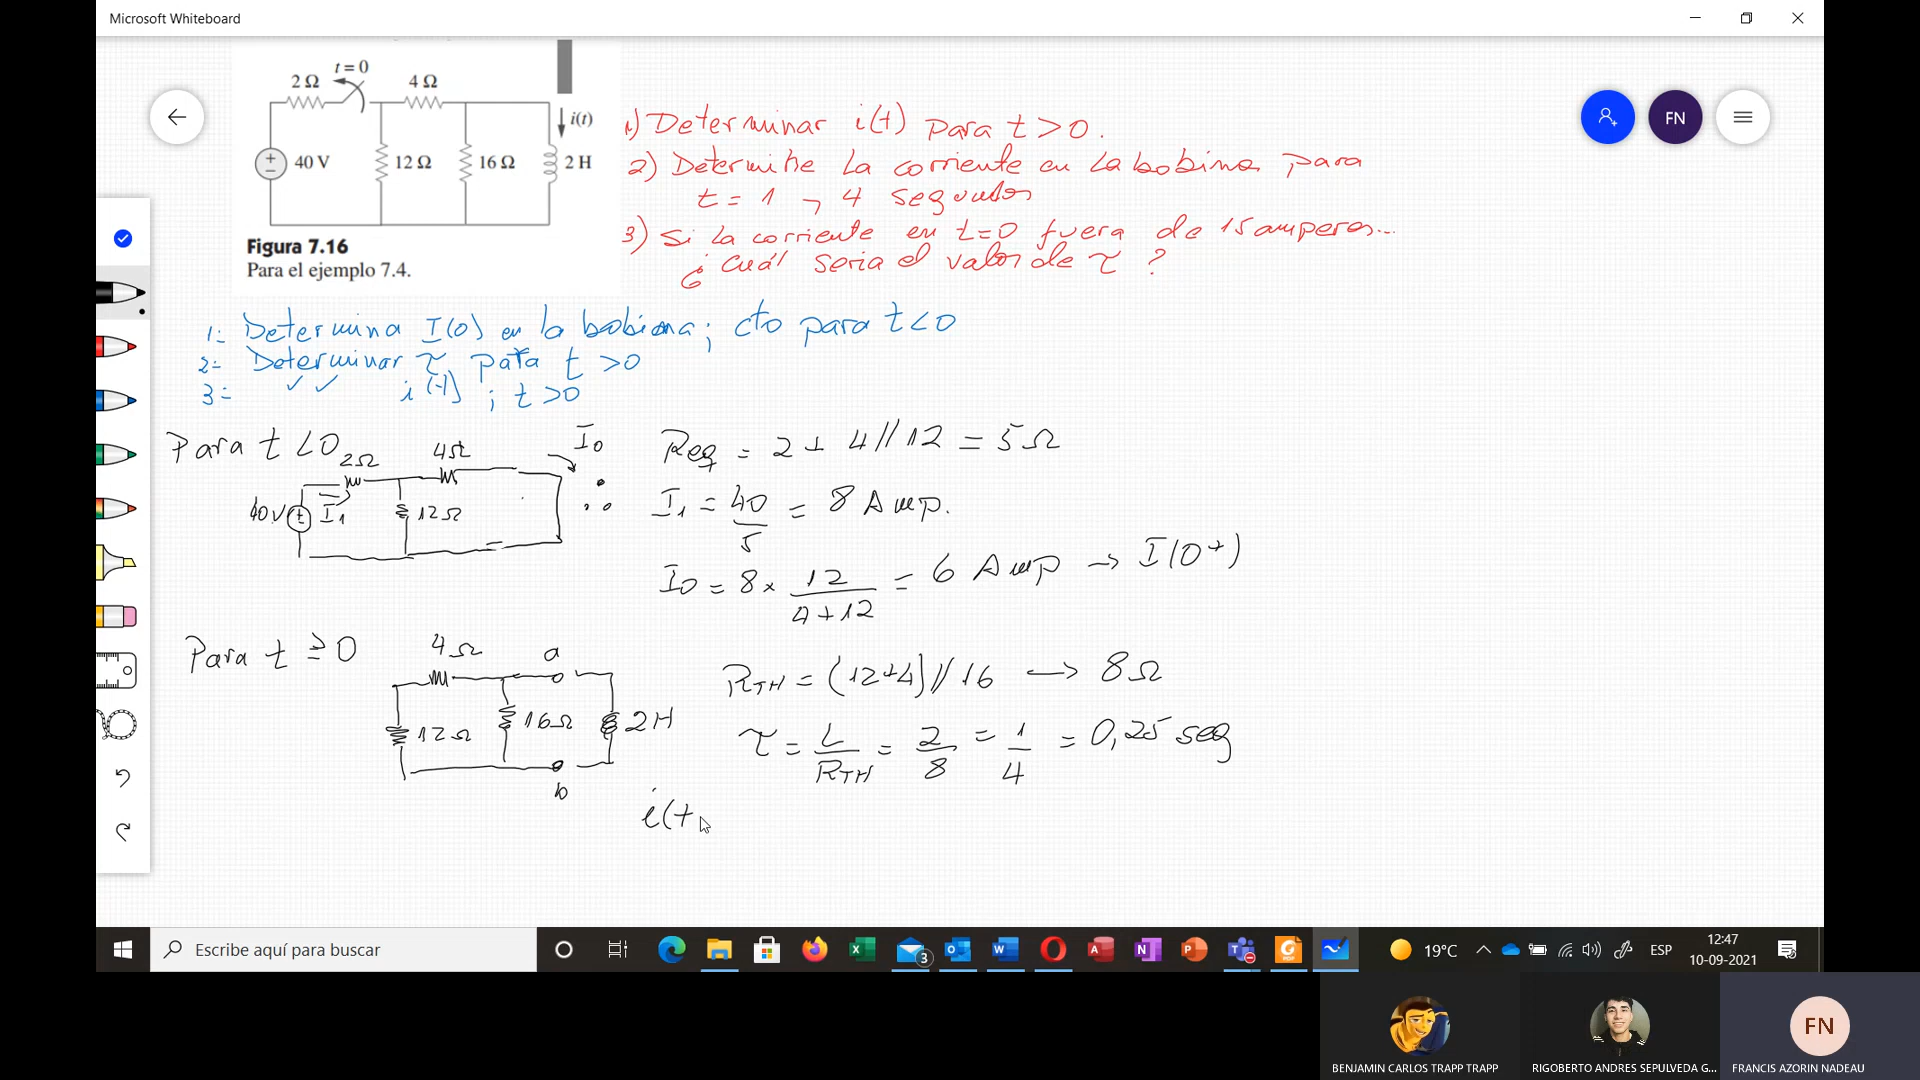 Microsoft Whiteboard
2 Ω
t = 0
4 Ω
i(t)
40 V
12 Ω
16 Ω
2 H
Figura 7.16
Para el ejemplo 7.4.
1) Determinar i(t) para t > 0.
2) Determine la corriente en la bobina para
t = 1 y 4 segundos
3) Si la corriente en t=0 fuera de 15 amperes...
¿ cuál seria el valor de τ ?
1= Determina I(0) en la bobina; cto para t<0
2= Determinar τ para t >0
3= ✓ ✓ i(t) ; t >0
Para t <0
2Ω
4Ω
I0
40V
I1
12Ω
Req = 2 + 4//12 = 5Ω
I1 = 40/5 = 8 Amp.
I0 = 8 × 12/(4+12) = 6 Amp → I(0+)
Para t ≥ 0
4Ω
a
12Ω
16Ω
2H
b
RTH = (12+4)//16 → 8Ω
τ = L/RTH = 2/8 = 1/4 = 0,25 seg
i(t
FN
Escribe aquí para buscar
3
19°C
ESP
12:47
10-09-2021
FN
BENJAMIN CARLOS TRAPP TRAPP
RIGOBERTO ANDRES SEPULVEDA G...
FRANCIS AZORIN NADEAU